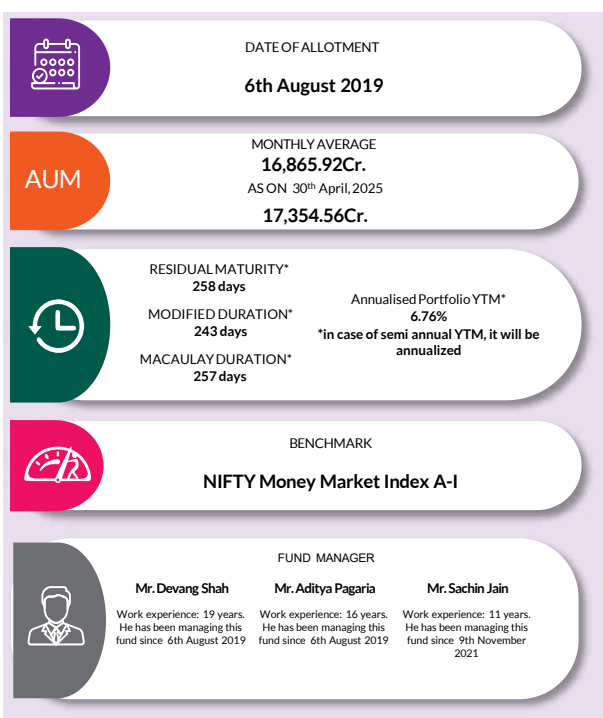 DATE OF ALLOTMENT
6th August 2019
AUM
MONTHLY AVERAGE
16,865.92Cr.
AS ON 30th April, 2025
17,354.56Cr.
RESIDUAL MATURITY*
258 days
MODIFIED DURATION*
243 days
MACAULAY DURATION*
257 days
Annualised Portfolio YTM*
6.76%
*in case of semi annual YTM, it will be
annualized
BENCHMARK
NIFTY Money Market Index A-I
FUND MANAGER
Mr. Devang Shah
Work experience: 19 years.
He has been managing this
fund since 6th August 2019
Mr. Aditya Pagaria
Work experience: 16 years.
He has been managing this
fund since 6th August 2019
Mr. Sachin Jain
Work experience: 11 years.
He has been managing this
fund since 9th November
2021